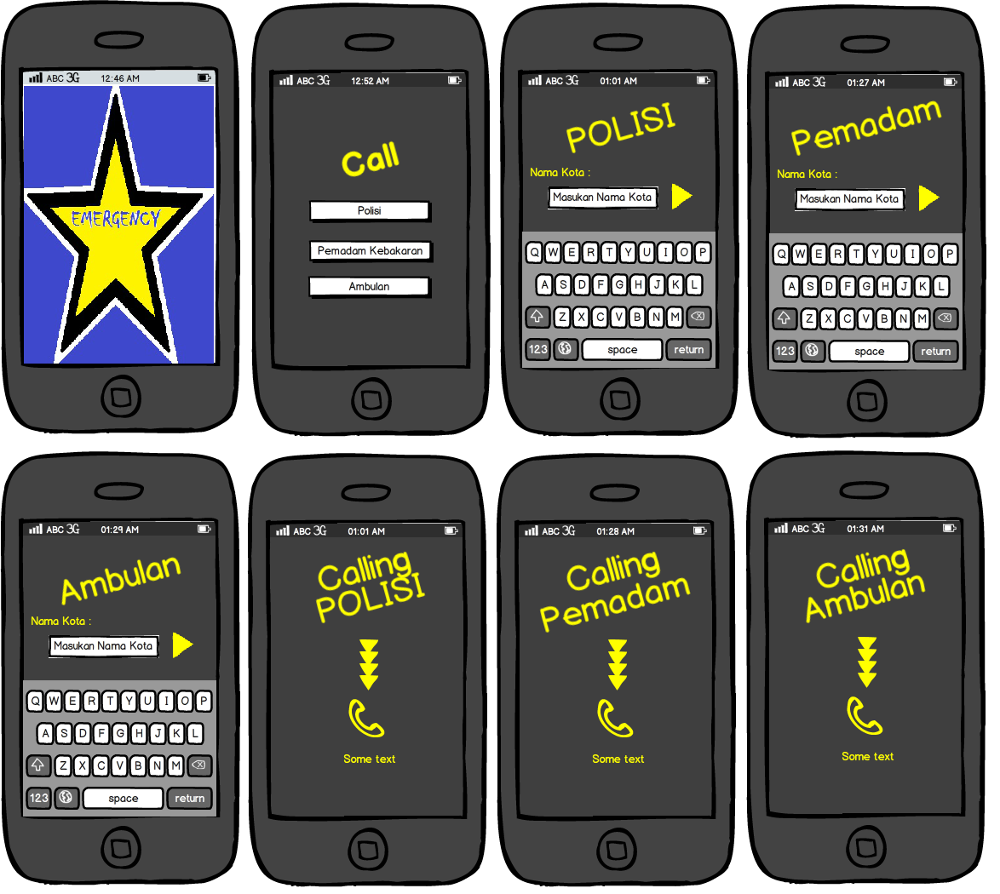 ABC 3G 12:46 AM
EMERGENCY
ABC 3G 12:52 AM
Call
Polisi
Pemadam Kebakaran
Ambulan
ABC 3G 01:01 AM
POLISI
Nama Kota :
Masukan Nama Kota
Q W E R T Y U I O P
A S D F G H J K L
Z X C V B N M
123 space return
ABC 3G 01:27 AM
Pemadam
Nama Kota :
Masukan Nama Kota
Q W E R T Y U I O P
A S D F G H J K L
Z X C V B N M
123 space return
ABC 3G 01:29 AM
Ambulan
Nama Kota :
Masukan Nama Kota
Q W E R T Y U I O P
A S D F G H J K L
Z X C V B N M
123 space return
ABC 3G 01:01 AM
Calling
POLISI
Some text
ABC 3G 01:28 AM
Calling
Pemadam
Some text
ABC 3G 01:31 AM
Calling
Ambulan
Some text